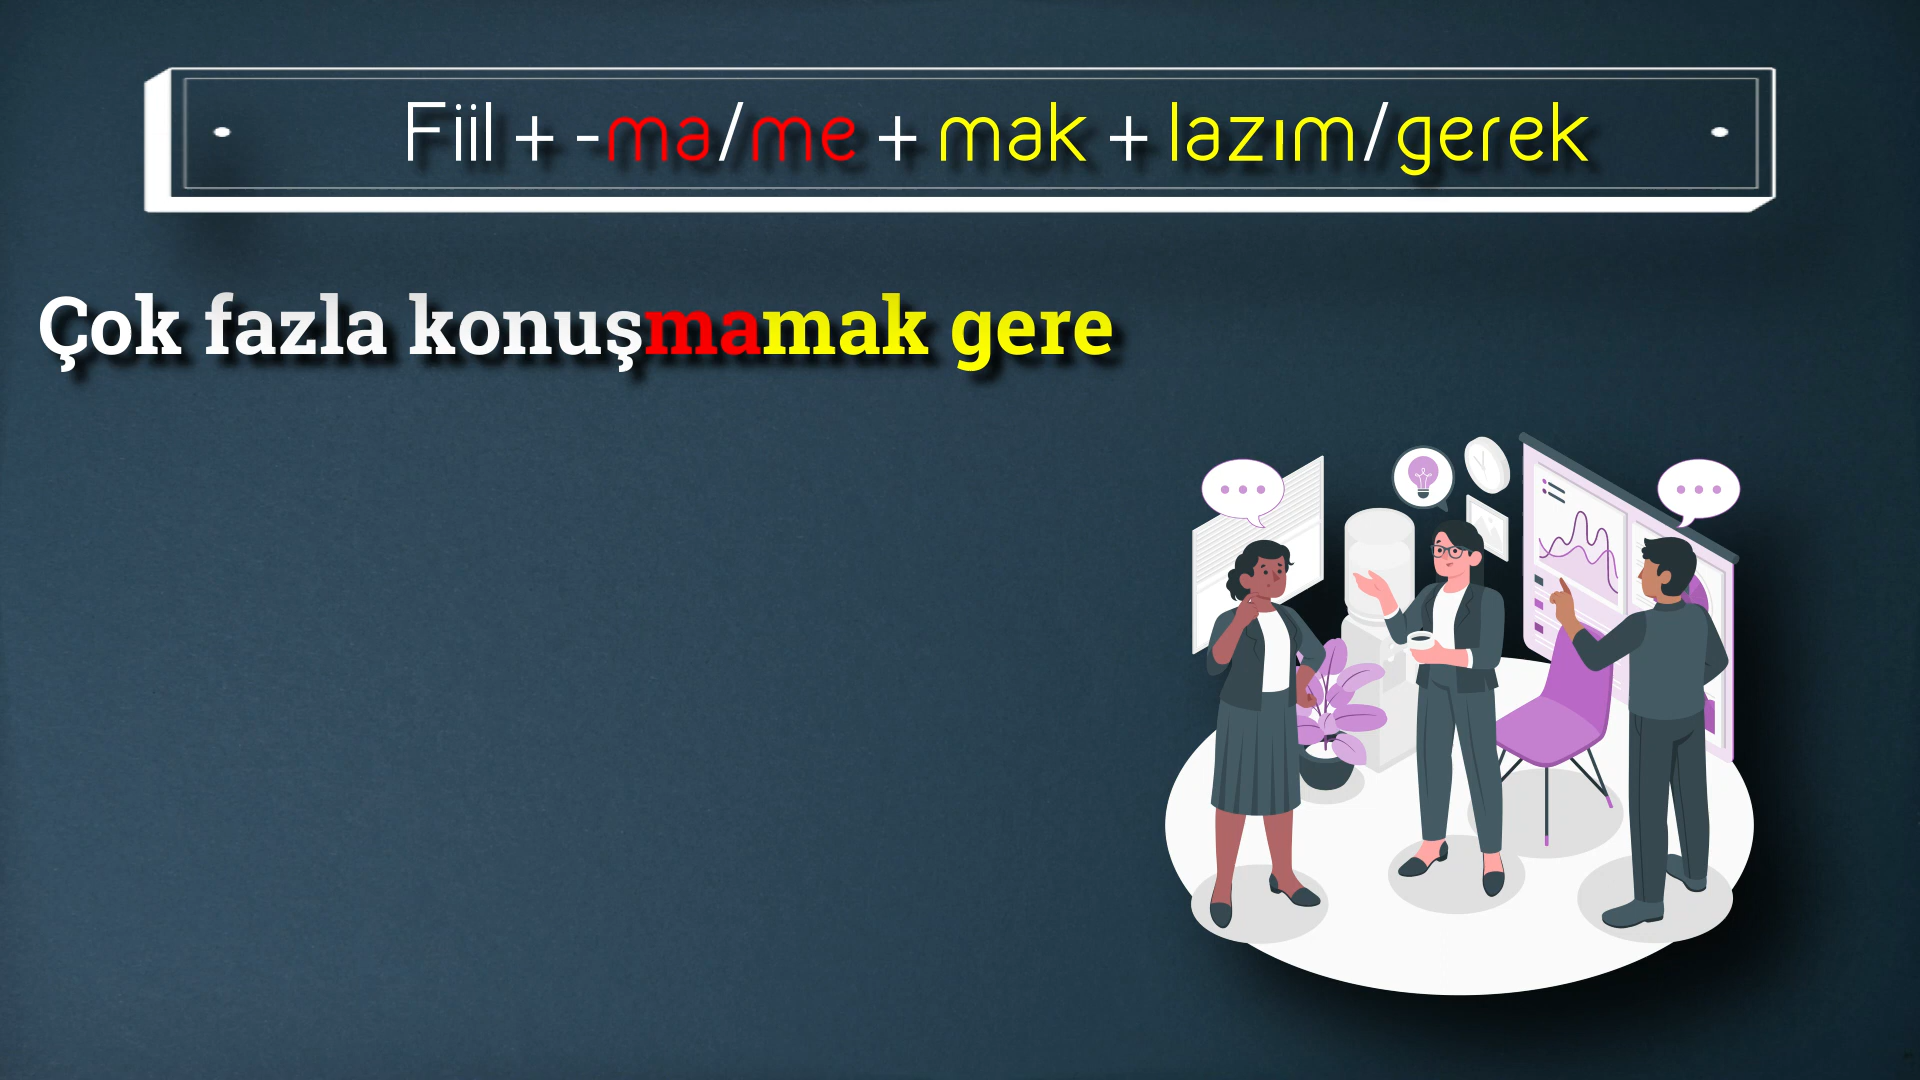 Fiil + -ma/me + mak + lazım/gerek
Çok fazla konuşmamak gere